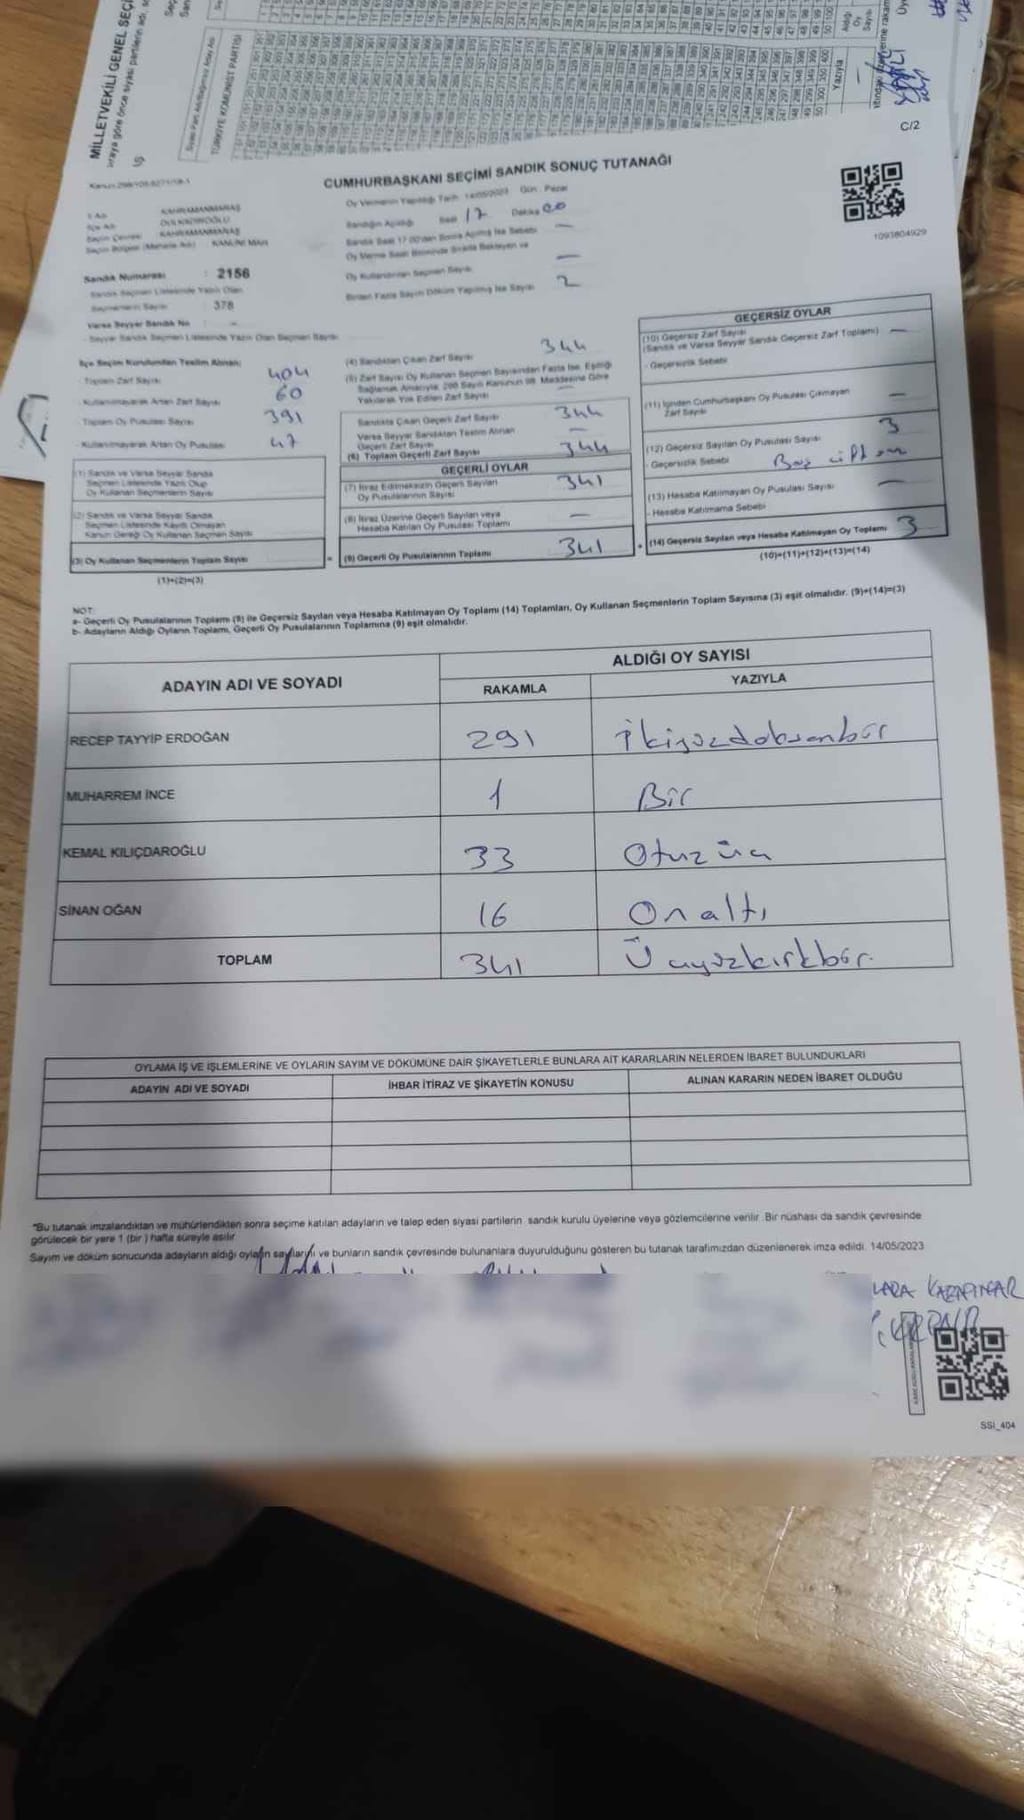 MİLLETVEKİLİ GENEL SEÇİ
TÜRKİYE KOMÜNİST PARTİSİ
Yazıyla
C/2
CUMHURBAŞKANI SEÇİMİ SANDIK SONUÇ TUTANAĞI
Oy Vermenin Yapıldığı Tarih : 14/05/2023 Gün : Pazar
İl Adı KAHRAMANMARAŞ
İlçe Adı DULKADİROĞLU
Seçim Çevresi KAHRAMANMARAŞ
Seçim Bölgesi (Mahalle Adı) KANUNİ MAH
Sandığın Açıldığı Saat 17 Dakika 00
Sandık Saat 17:00'den Sonra Açılmış İse Sebebi —
Oy Verme Saati Bitiminde Sırada Bekleyen ve
Oy Kullandırılan Seçmen Sayısı —
Birden Fazla Sayım Döküm Yapılmış İse Sayısı 2
1093804929
Sandık Numarası : 2156
Sandık Seçmen Listesinde Yazılı Olan
Seçmenlerin Sayısı : 378
Varsa Seyyar Sandık No : -
- Seyyar Sandık Seçmen Listesinde Yazılı Olan Seçmen Sayısı
İlçe Seçim Kurulundan Teslim Alınan;
- Toplam Zarf Sayısı 404
- Kullanılmayarak Artan Zarf Sayısı 60
- Toplam Oy Pusulası Sayısı 391
- Kullanılmayarak Artan Oy Pusulası 47
(1) Sandık ve Varsa Seyyar Sandık
Seçmen Listesinde Yazılı Olup
Oy Kullanan Seçmenlerin Sayısı
(2) Sandık ve Varsa Seyyar Sandık
Seçmen Listesinde Kayıtlı Olmayan
Kanun Gereği Oy Kullanan Seçmen Sayısı
(3) Oy Kullanan Seçmenlerin Toplam Sayısı
(1)+(2)=(3)
(4) Sandıktan Çıkan Zarf Sayısı 344
(5) Zarf Sayısı Oy Kullanan Seçmen Sayısından Fazla İse, Eşitliği
Sağlamak Amacıyla, 298 Sayılı Kanunun 98. Maddesine Göre
Yakılarak Yok Edilen Zarf Sayısı —
Sandıkta Çıkan Geçerli Zarf Sayısı 344
Varsa Seyyar Sandıktan Teslim Alınan
Geçerli Zarf Sayısı —
(6) Toplam Geçerli Zarf Sayısı 344
GEÇERLİ OYLAR
(7) İtiraz Edilmeksizin Geçerli Sayılan
Oy Pusulalarının Sayısı 341
(8) İtiraz Üzerine Geçerli Sayılan veya
Hesaba Katılan Oy Pusulası Toplamı —
= (9) Geçerli Oy Pusulalarının Toplamı 341
GEÇERSİZ OYLAR
(10) Geçersiz Zarf Sayısı
(Sandık ve Varsa Seyyar Sandık Geçersiz Zarf Toplamı) —
- Geçersizlik Sebebi
(11) İçinden Cumhurbaşkanı Oy Pusulası Çıkmayan
Zarf Sayısı —
(12) Geçersiz Sayılan Oy Pusulası Sayısı 3
- Geçersizlik Sebebi
(13) Hesaba Katılmayan Oy Pusulası Sayısı —
- Hesaba Katılmama Sebebi
+ (14) Geçersiz Sayılan veya Hesaba Katılmayan Oy Toplamı 3
(10)+(11)+(12)+(13)=(14)
NOT:
a- Geçerli Oy Pusulalarının Toplamı (9) ile Geçersiz Sayılan veya Hesaba Katılmayan Oy Toplamı (14) Toplamları, Oy Kullanan Seçmenlerin Toplam Sayısına (3) eşit olmalıdır. (9)+(14)=(3)
b- Adayların Aldığı Oyların Toplamı, Geçerli Oy Pusulalarının Toplamına (9) eşit olmalıdır.
ADAYIN ADI VE SOYADI
ALDIĞI OY SAYISI
RAKAMLA YAZIYLA
RECEP TAYYİP ERDOĞAN 291 İkiyüzdoksanbir
MUHARREM İNCE 1 Bir
KEMAL KILIÇDAROĞLU 33 Otuzüç
SİNAN OĞAN 16 Onaltı
TOPLAM 341 Üçyüzkırkbir.
OYLAMA İŞ VE İŞLEMLERİNE VE OYLARIN SAYIM VE DÖKÜMÜNE DAİR ŞİKAYETLERLE BUNLARA AİT KARARLARIN NELERDEN İBARET BULUNDUKLARI
ADAYIN ADI VE SOYADI İHBAR İTİRAZ VE ŞİKAYETİN KONUSU ALINAN KARARIN NEDEN İBARET OLDUĞU
*Bu tutanak imzalandıktan ve mühürlendikten sonra seçime katılan adayların ve talep eden siyasi partilerin sandık kurulu üyelerine veya gözlemcilerine verilir. Bir nüshası da sandık çevresinde
görülecek bir yere 1 (bir) hafta süreyle asılır.
Sayım ve döküm sonucunda adayların aldığı oyların sayılarını ve bunların sandık çevresinde bulunanlara duyurulduğunu gösteren bu tutanak tarafımızdan düzenlenerek imza edildi. 14/05/2023
SSI_404